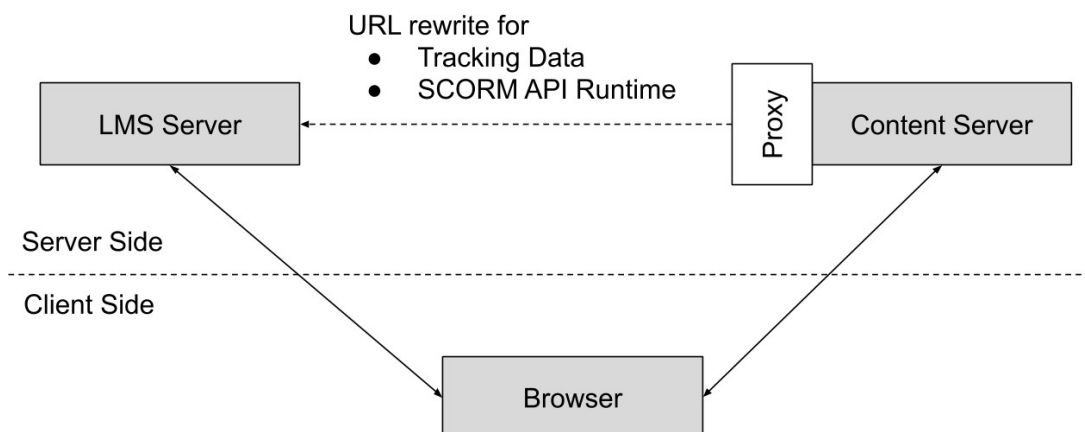 URL rewrite for
● Tracking Data
● SCORM API Runtime
LMS Server
Proxy
Content Server
Server Side
Client Side
Browser